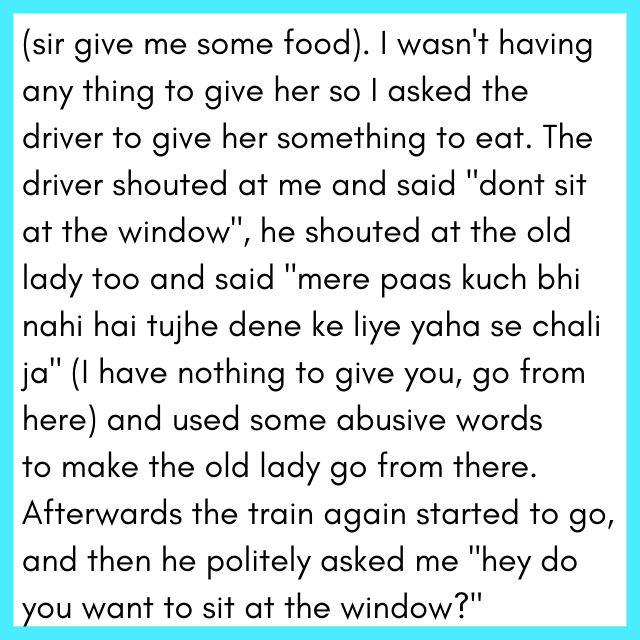 (sir give me some food). I wasn't having
any thing to give her so I asked the
driver to give her something to eat. The
driver shouted at me and said "dont sit
at the window", he shouted at the old
lady too and said "mere paas kuch bhi
nahi hai tujhe dene ke liye yaha se chali
ja" (I have nothing to give you, go from
here) and used some abusive words
to make the old lady go from there.
Afterwards the train again started to go,
and then he politely asked me "hey do
you want to sit at the window?"